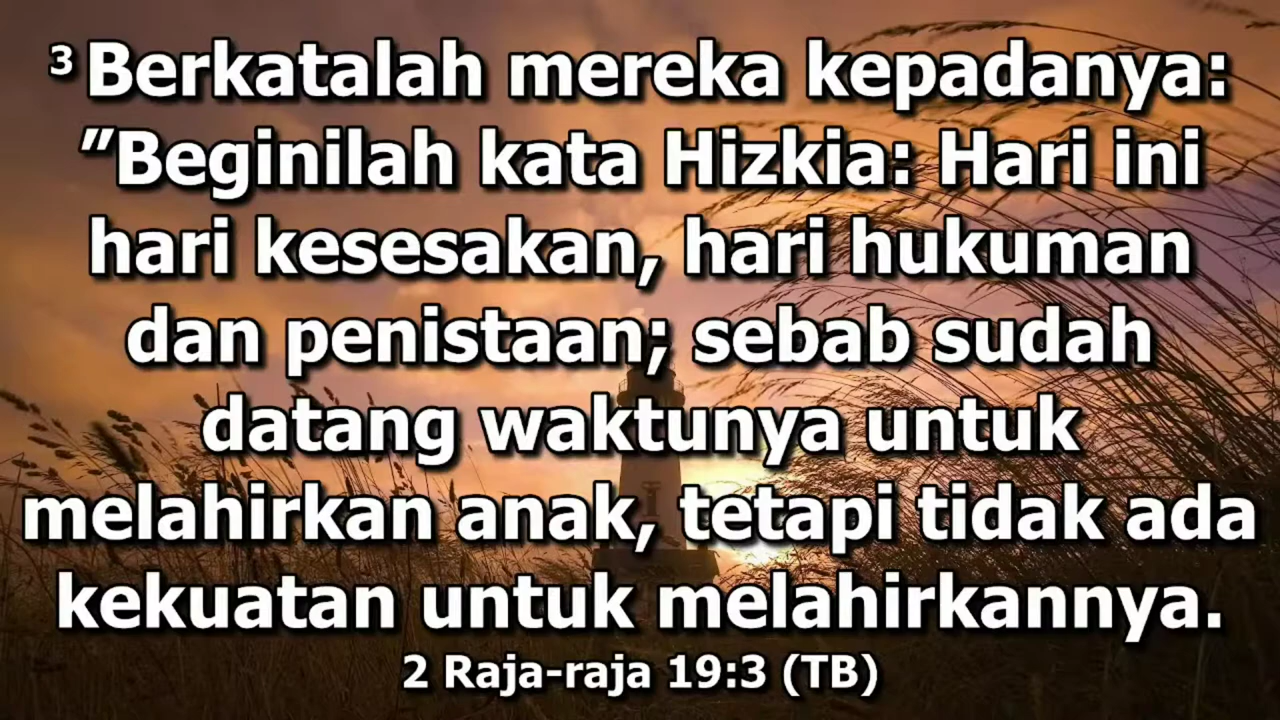 3 Berkatalah mereka kepadanya:
”Beginilah kata Hizkia: Hari ini
hari kesesakan, hari hukuman
dan penistaan; sebab sudah
datang waktunya untuk
melahirkan anak, tetapi tidak ada
kekuatan untuk melahirkannya.
2 Raja-raja 19:3 (TB)